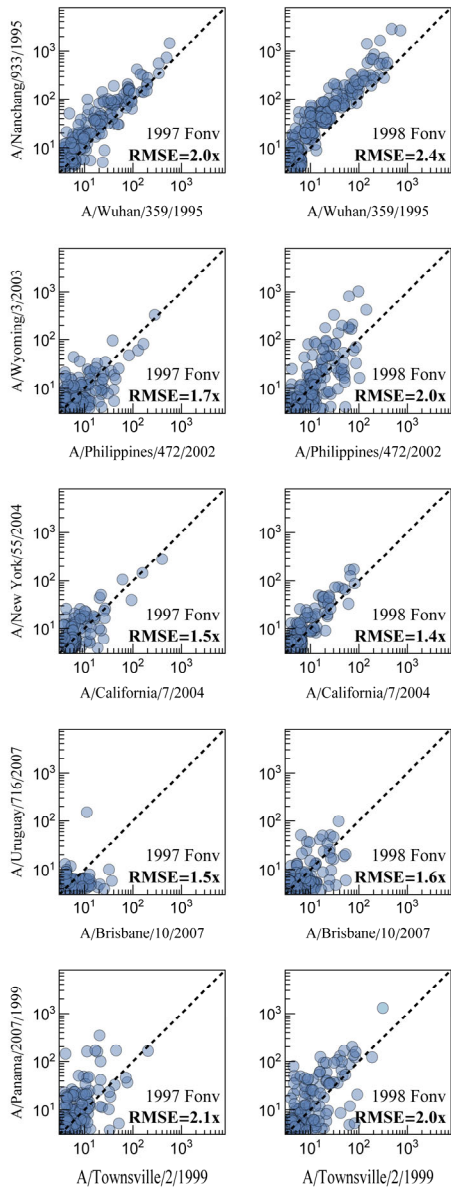 A/Nanchang/933/1995
10³
10²
10¹
1997 Fonv
RMSE=2.0x
10¹ 10² 10³
A/Wuhan/359/1995
10³
10²
10¹
1998 Fonv
RMSE=2.4x
10¹ 10² 10³
A/Wuhan/359/1995
A/Wyoming/3/2003
10³
10²
10¹
1997 Fonv
RMSE=1.7x
10¹ 10² 10³
A/Philippines/472/2002
10³
10²
10¹
1998 Fonv
RMSE=2.0x
10¹ 10² 10³
A/Philippines/472/2002
A/New York/55/2004
10³
10²
10¹
1997 Fonv
RMSE=1.5x
10¹ 10² 10³
A/California/7/2004
10³
10²
10¹
1998 Fonv
RMSE=1.4x
10¹ 10² 10³
A/California/7/2004
A/Uruguay/716/2007
10³
10²
10¹
1997 Fonv
RMSE=1.5x
10¹ 10² 10³
A/Brisbane/10/2007
10³
10²
10¹
1998 Fonv
RMSE=1.6x
10¹ 10² 10³
A/Brisbane/10/2007
A/Panama/2007/1999
10³
10²
10¹
1997 Fonv
RMSE=2.1x
10¹ 10² 10³
A/Townsville/2/1999
10³
10²
10¹
1998 Fonv
RMSE=2.0x
10¹ 10² 10³
A/Townsville/2/1999